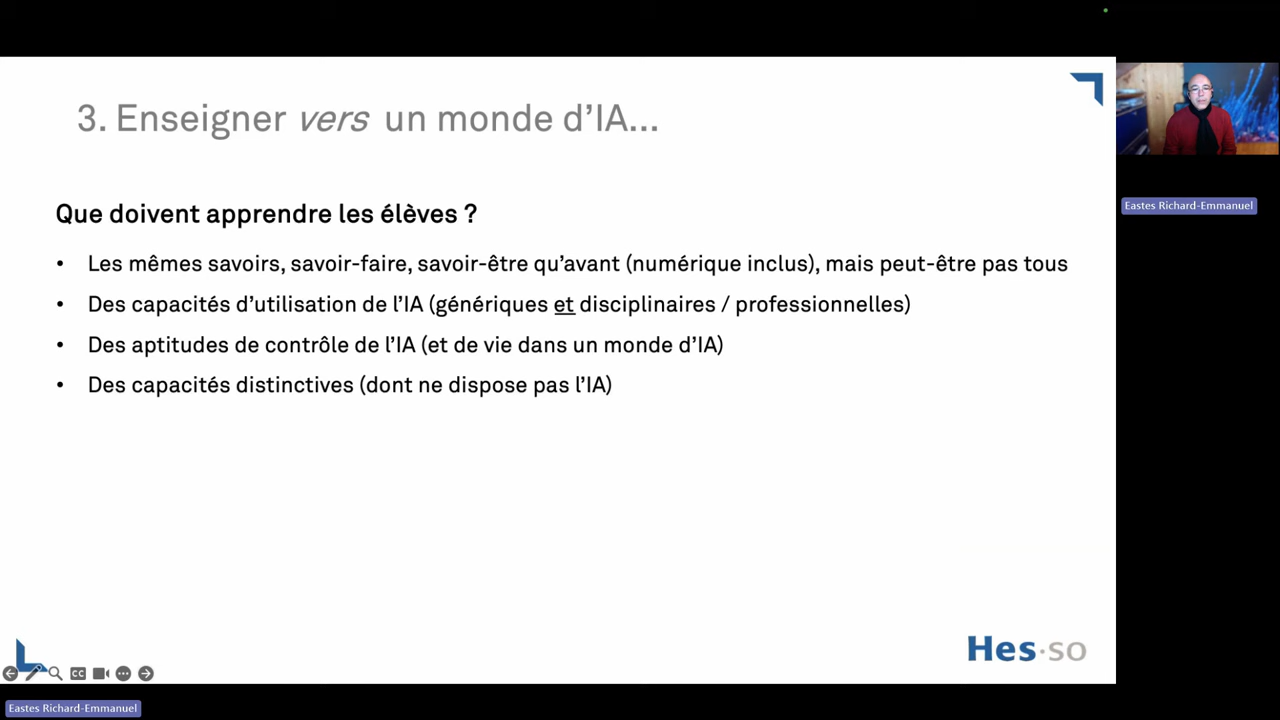 3. Enseigner vers un monde d'IA...
Que doivent apprendre les élèves ?
• Les mêmes savoirs, savoir-faire, savoir-être qu'avant (numérique inclus), mais peut-être pas tous
• Des capacités d'utilisation de l'IA (génériques et disciplinaires / professionnelles)
• Des aptitudes de contrôle de l'IA (et de vie dans un monde d'IA)
• Des capacités distinctives (dont ne dispose pas l'IA)
Hes·so
CC
Eastes Richard-Emmanuel
Eastes Richard-Emmanuel